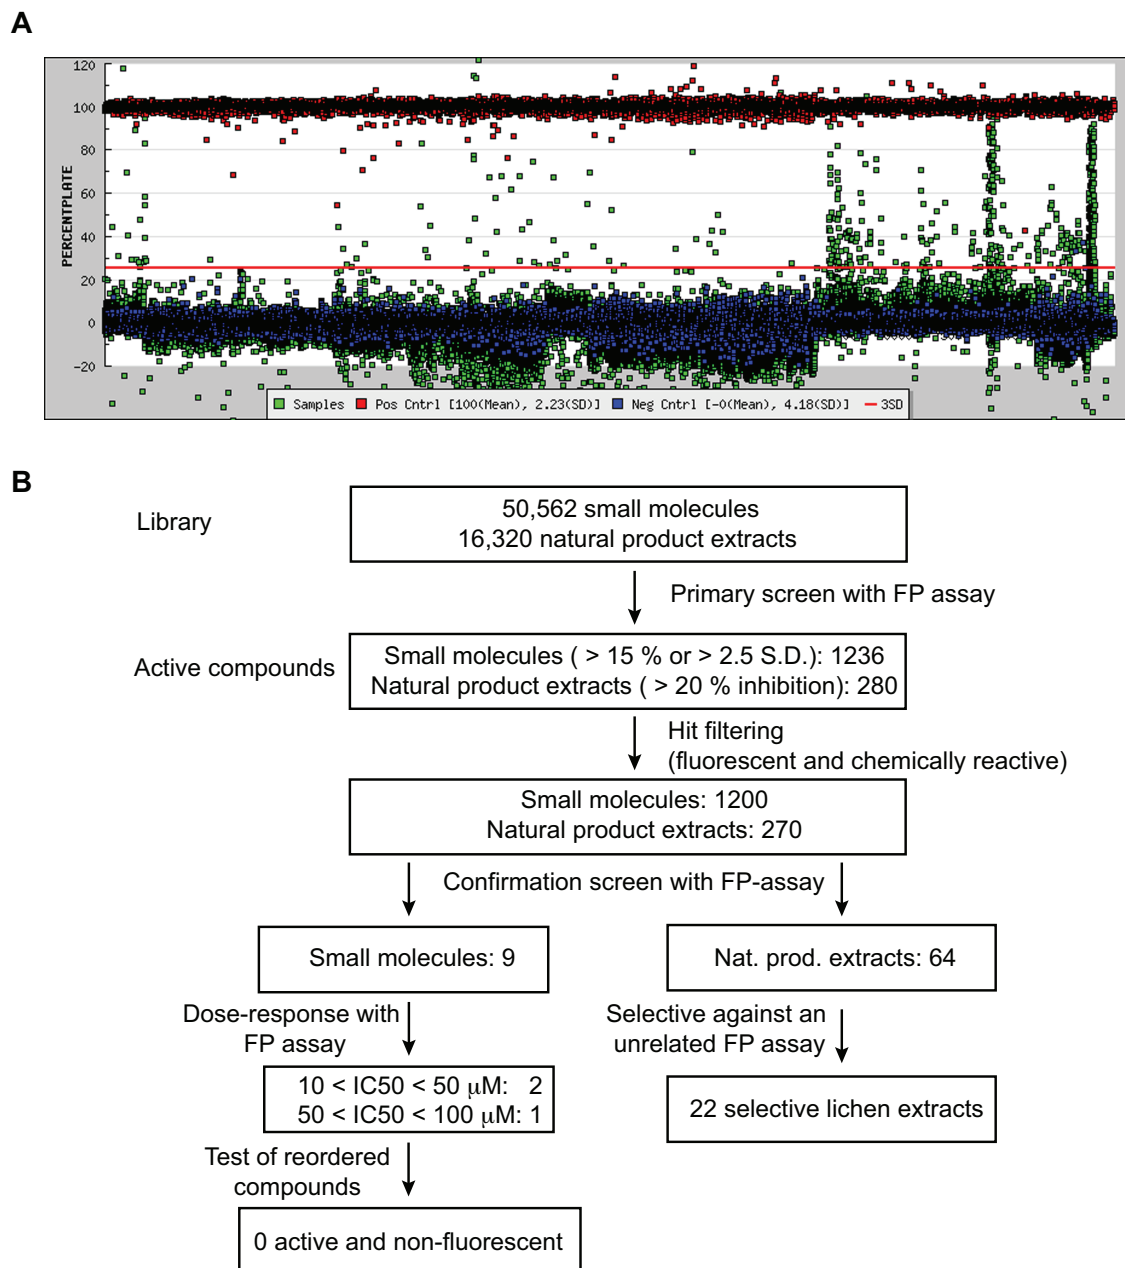 A
120
100
80
60
40
20
0
-20
PERCENTPLATE
Samples Pos Cntrl [100(Mean), 2.23(SD)] Neg Cntrl [-0(Mean), 4.18(SD)] 3SD
B
Library
50,562 small molecules
16,320 natural product extracts
Primary screen with FP assay
Active compounds
Small molecules ( > 15 % or > 2.5 S.D.): 1236
Natural product extracts ( > 20 % inhibition): 280
Hit filtering
(fluorescent and chemically reactive)
Small molecules: 1200
Natural product extracts: 270
Confirmation screen with FP-assay
Small molecules: 9
Nat. prod. extracts: 64
Dose-response with
FP assay
Selective against an
unrelated FP assay
10 < IC50 < 50 μM: 2
50 < IC50 < 100 μM: 1
22 selective lichen extracts
Test of reordered
compounds
0 active and non-fluorescent